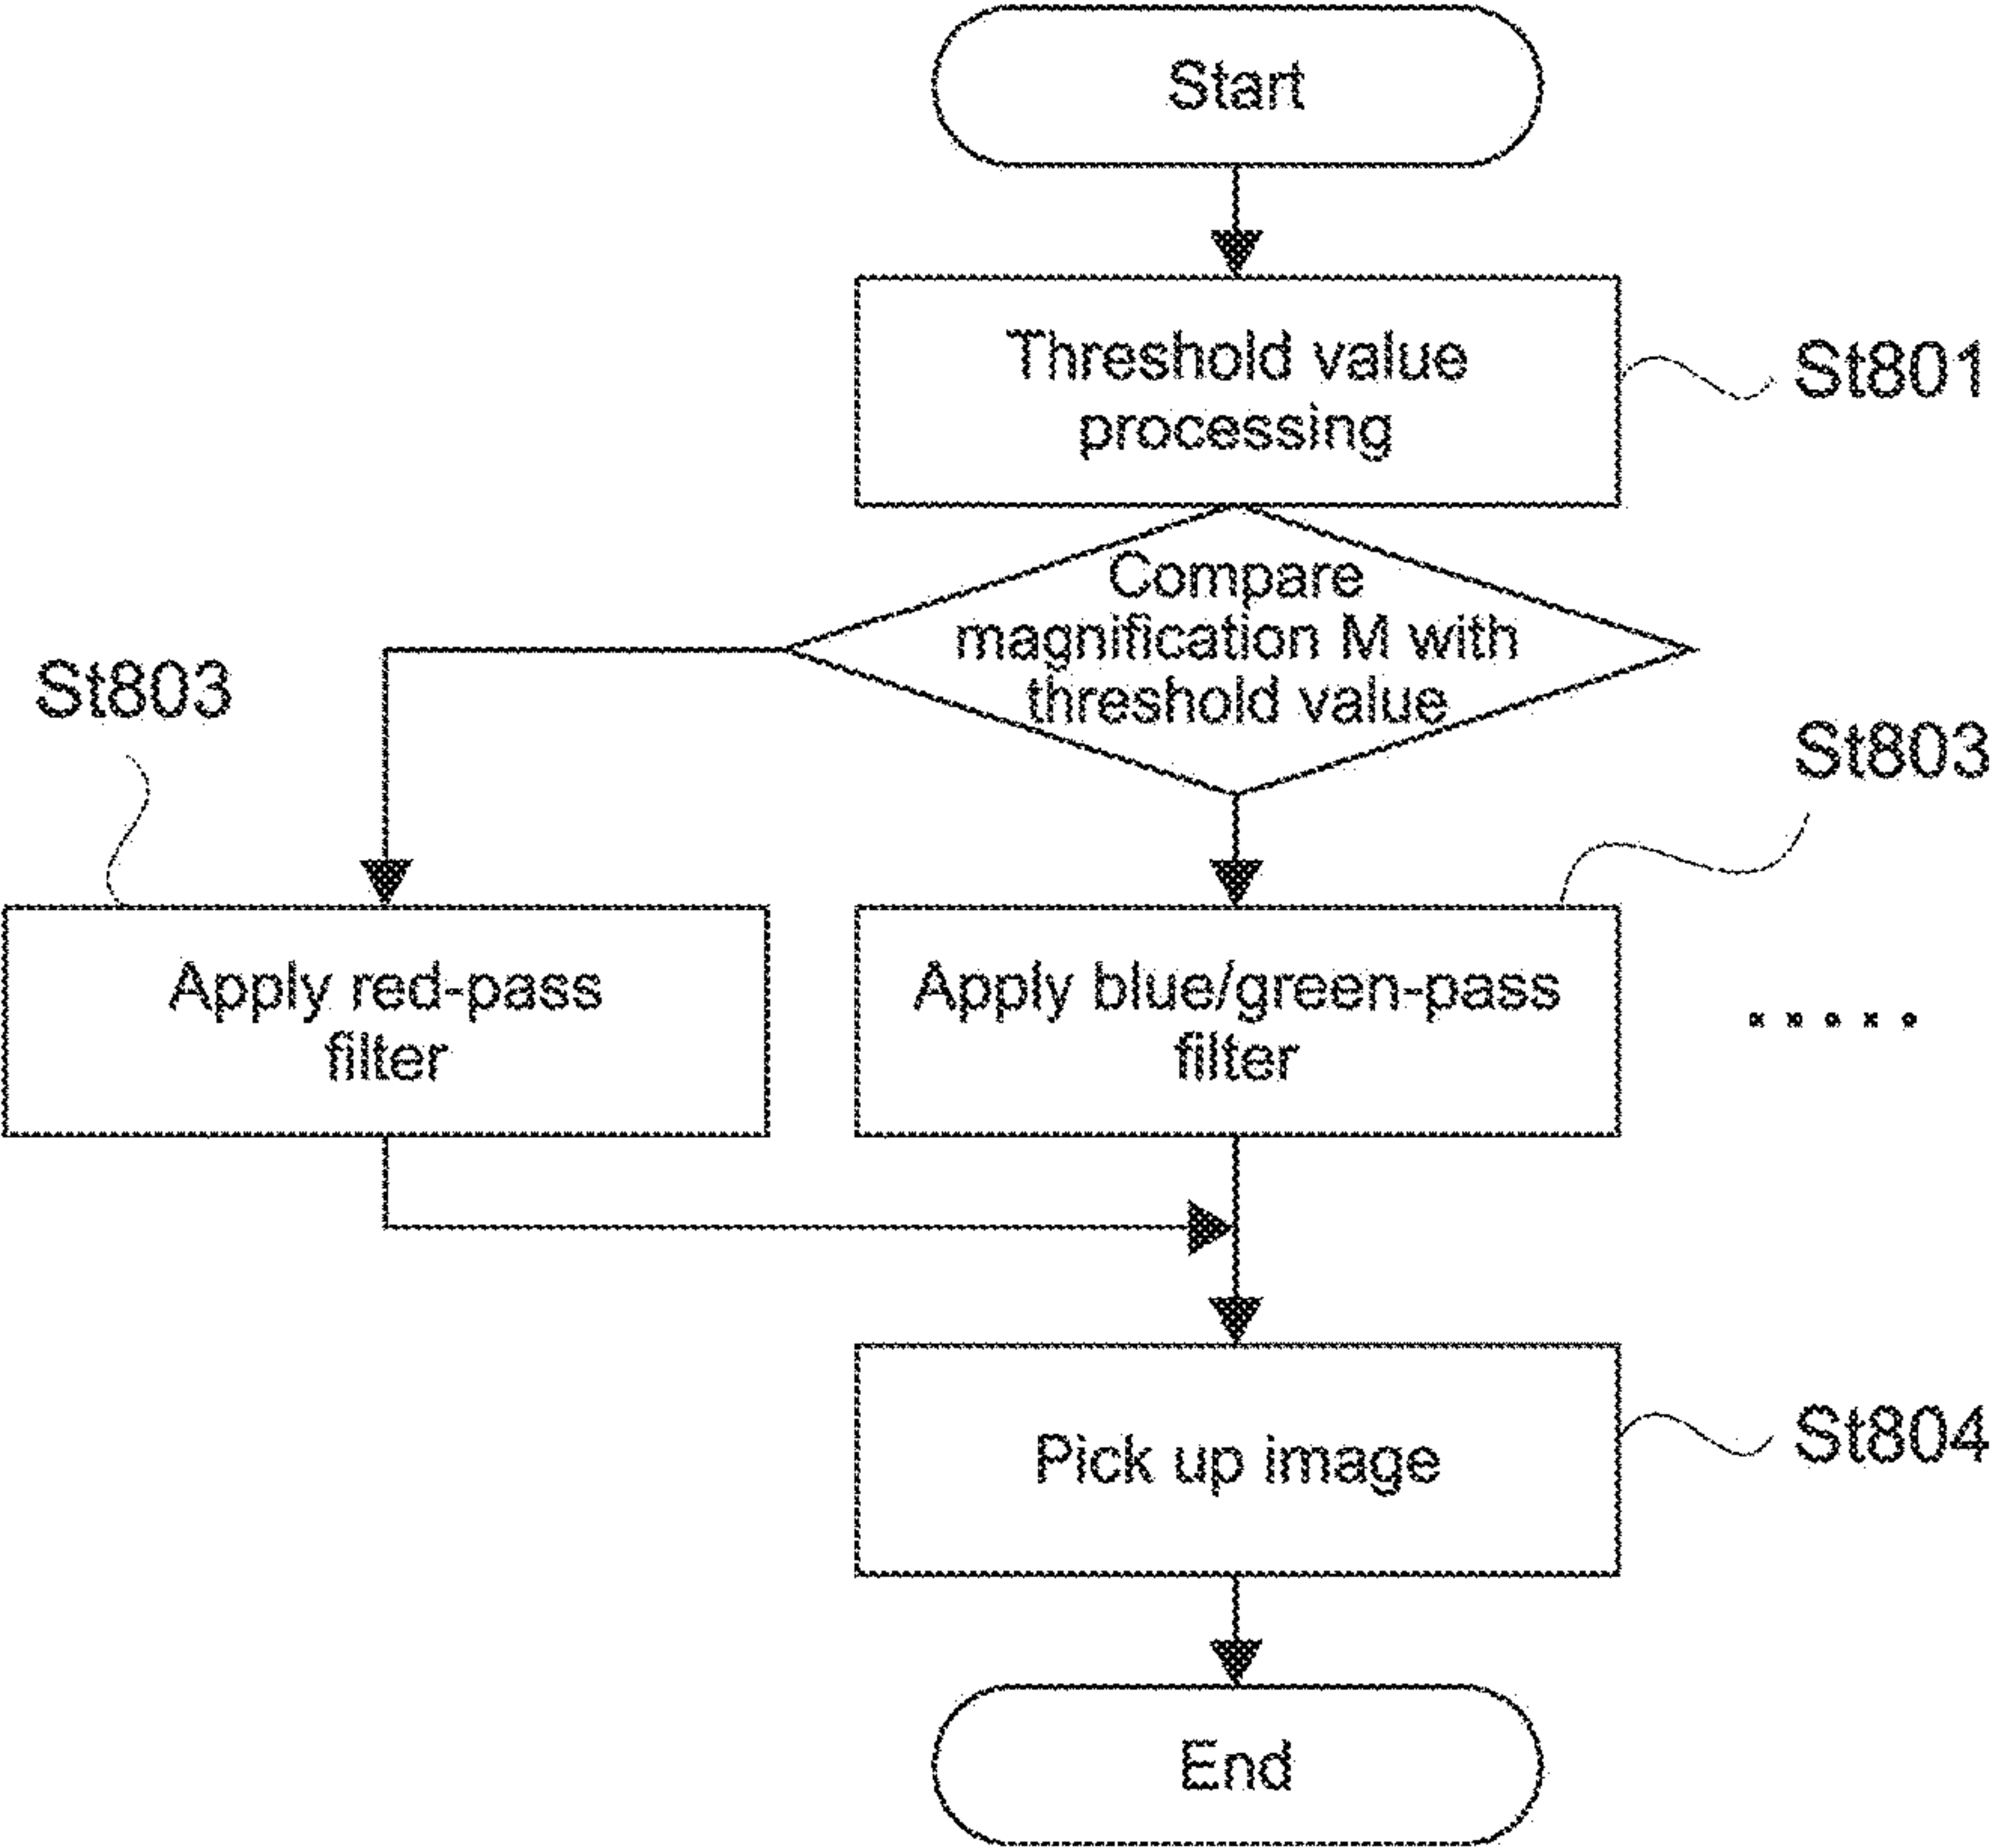 Start
Threshold value
processing
St801
Compare
magnification M with
threshold value
St803
St803
Apply red-pass
filter
Apply blue/green-pass
filter
.....
Pick up image
St804
End